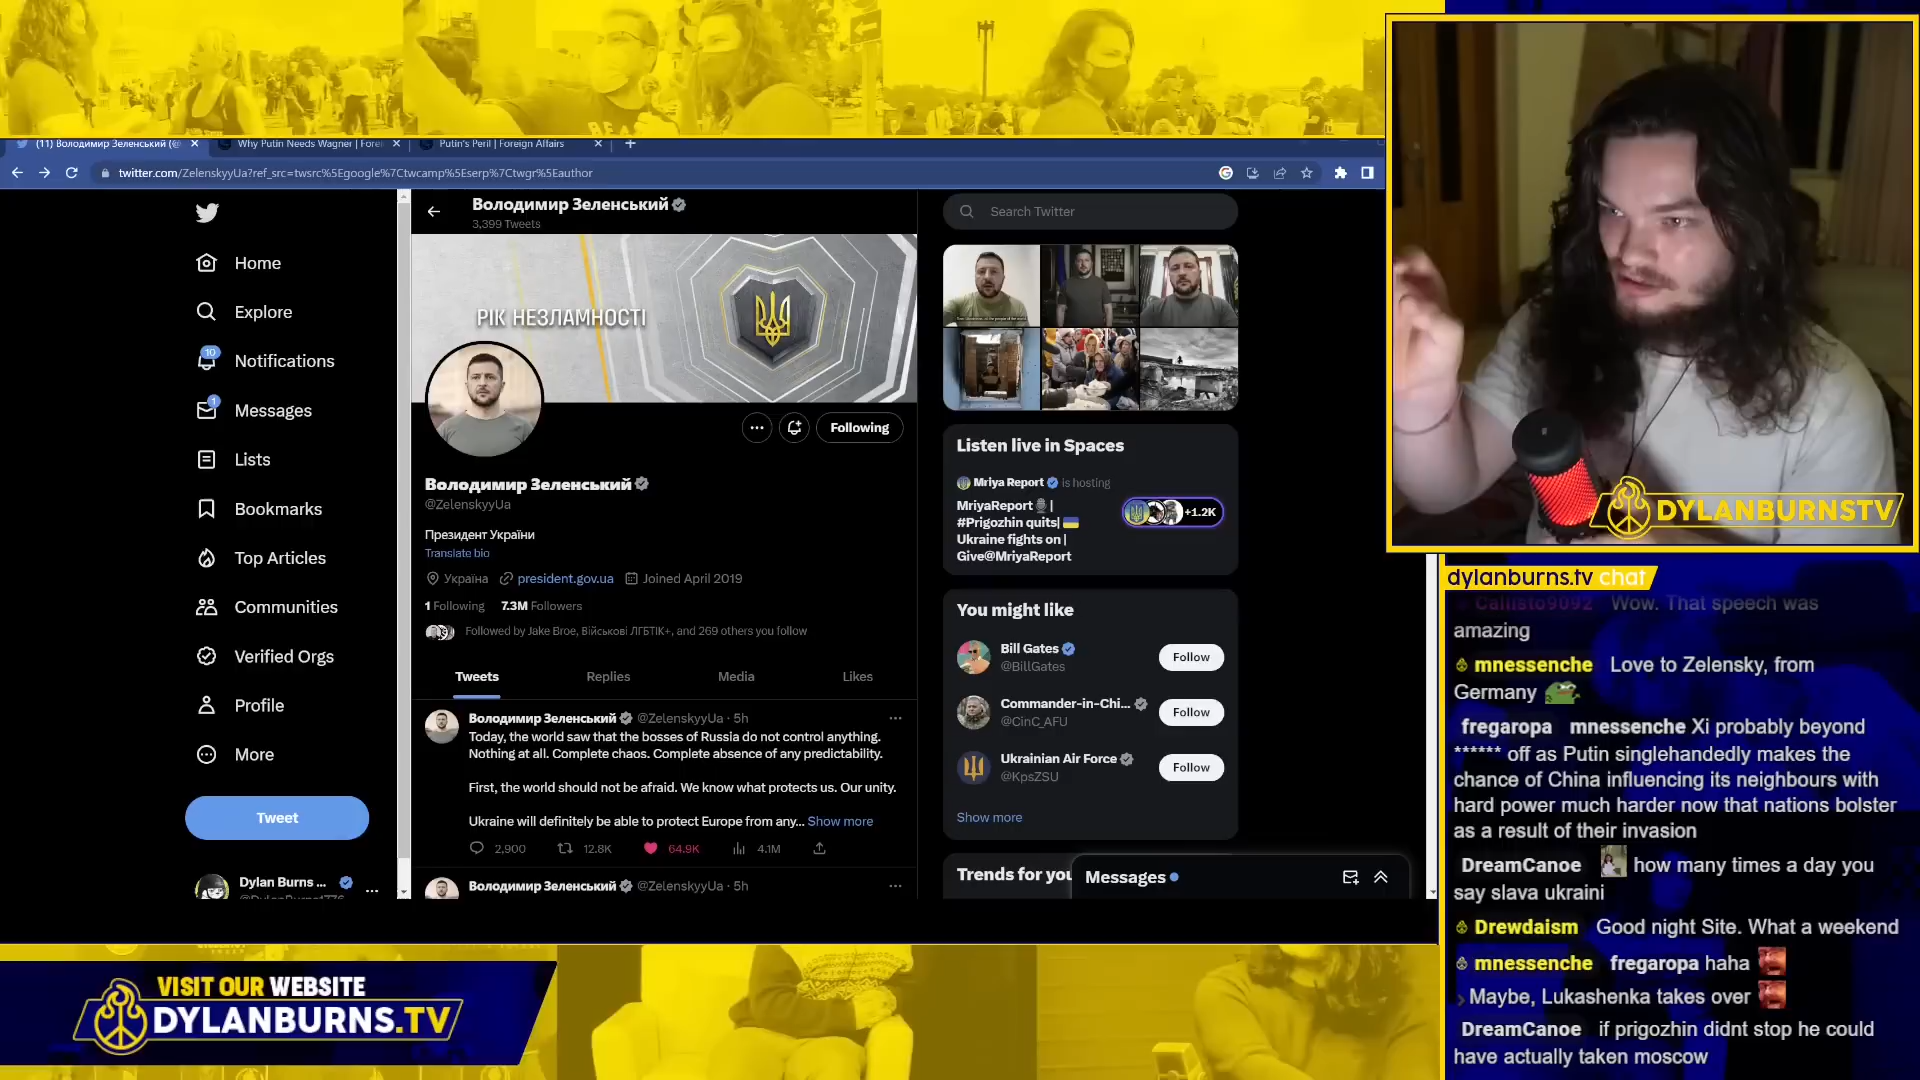 (11) Володимир Зеленський (@
Why Putin Needs Wagner | Forei
Putin's Peril | Foreign Affairs
twitter.com/ZelenskyyUa?ref_src=twsrc%5Egoogle%7Ctwcamp%5Eserp%7Ctwgr%5Eauthor
Home
Explore
10
Notifications
1
Messages
Lists
Bookmarks
Top Articles
Communities
Verified Orgs
Profile
More
Tweet
Dylan Burns ...
Володимир Зеленський
3,399 Tweets
РІК НЕЗЛАМНОСТІ
Following
Володимир Зеленський
@ZelenskyyUa
Президент України
Translate bio
Україна president.gov.ua Joined April 2019
1 Following 7.3M Followers
Followed by Jake Broe, Військові ЛГБТІК+, and 269 others you follow
Tweets Replies Media Likes
Володимир Зеленський @ZelenskyyUa · 5h
Today, the world saw that the bosses of Russia do not control anything.
Nothing at all. Complete chaos. Complete absence of any predictability.
First, the world should not be afraid. We know what protects us. Our unity.
Ukraine will definitely be able to protect Europe from any... Show more
2,900 12.8K 64.9K 4.1M
Володимир Зеленський @ZelenskyyUa · 5h
Search Twitter
Listen live in Spaces
Mriya Report is hosting
MriyaReport 🎙️|
#Prigozhin quits| 🇺🇦
Ukraine fights on |
Give@MriyaReport
+1.2K
You might like
Bill Gates
@BillGates
Follow
Commander-in-Chi...
@CinC_AFU
Follow
Ukrainian Air Force
@KpsZSU
Follow
Show more
Trends for you
Messages
DYLANBURNSTV
dylanburns.tv chat
Callisto9092 Wow. That speech was
amazing
mnessenche Love to Zelensky, from
Germany
fregaropa mnessenche Xi probably beyond
****** off as Putin singlehandedly makes the
chance of China influencing its neighbours with
hard power much harder now that nations bolster
as a result of their invasion
DreamCanoe how many times a day you
say slava ukraini
Drewdaism Good night Site. What a weekend
mnessenche fregaropa haha
Maybe, Lukashenka takes over
DreamCanoe if prigozhin didnt stop he could
have actually taken moscow
VISIT OUR WEBSITE
DYLANBURNS.TV